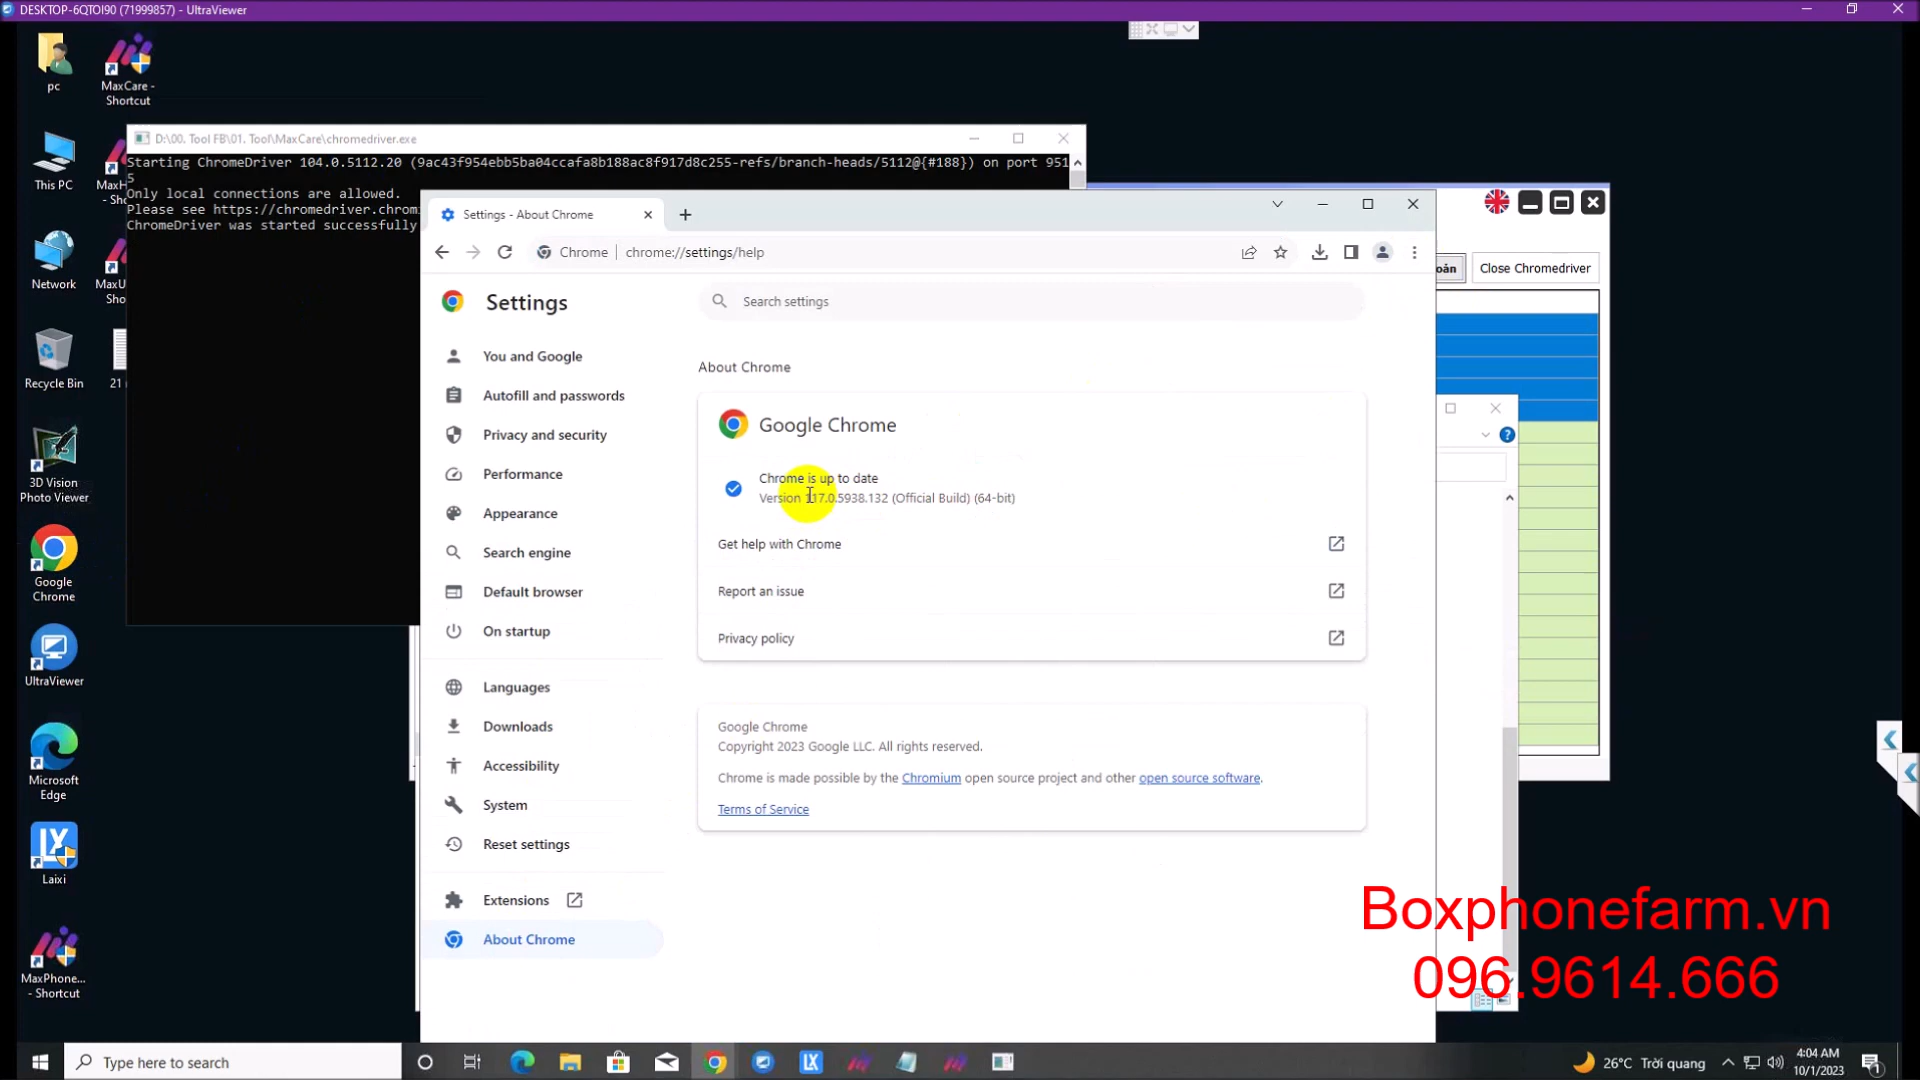 DESKTOP-6QTOI90 (71999857) - UltraViewer
pc
MaxCare -
Shortcut
This PC
Network
Recycle Bin
21
3D Vision
Photo Viewer
Google
Chrome
UltraViewer
Microsoft
Edge
Laixi
MaxPhone...
- Shortcut
D:\00. Tool FB\01. Tool\MaxCare\chromedriver.exe
Starting ChromeDriver 104.0.5112.20 (9ac43f954ebb5ba04ccafa8b188ac8f917d8c255-refs/branch-heads/5112@{#188}) on port 951
5
Only local connections are allowed.
Please see https://chromedriver.chromi
ChromeDriver was started successfully
Settings - About Chrome
Chrome
chrome://settings/help
Close Chromedriver
Settings
Search settings
You and Google
Autofill and passwords
Privacy and security
Performance
Appearance
Search engine
Default browser
On startup
Languages
Downloads
Accessibility
System
Reset settings
Extensions
About Chrome
About Chrome
Google Chrome
Chrome is up to date
Version 117.0.5938.132 (Official Build) (64-bit)
Get help with Chrome
Report an issue
Privacy policy
Google Chrome
Copyright 2023 Google LLC. All rights reserved.
Chrome is made possible by the Chromium open source project and other open source software.
Terms of Service
Boxphonefarm.vn
096.9614.666
Type here to search
26°C Trời quang
4:04 AM
10/1/2023